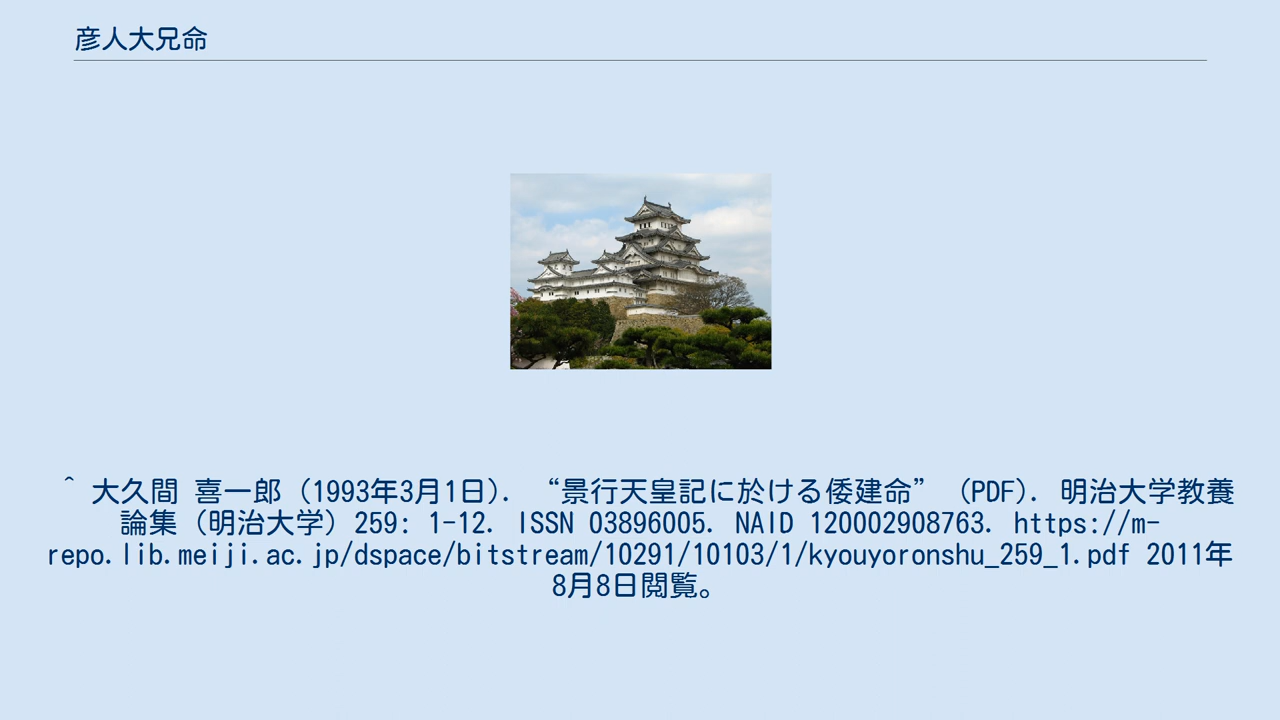 彦人大兄命
^ 大久間 喜一郎 (1993年3月1日). “景行天皇記に於ける倭建命” (PDF). 明治大学教養
論集 (明治大学) 259: 1-12. ISSN 03896005. NAID 120002908763. https://m-
repo.lib.meiji.ac.jp/dspace/bitstream/10291/10103/1/kyouyoronshu_259_1.pdf 2011年
8月8日閲覧。